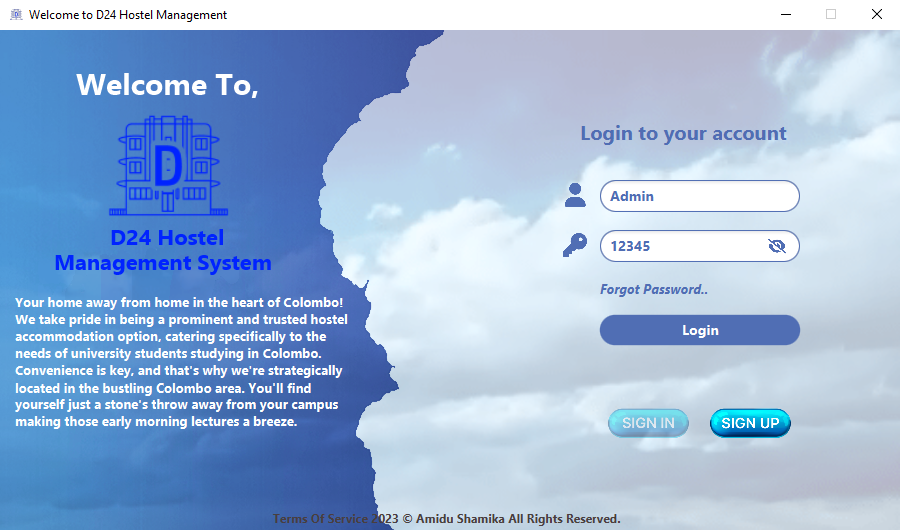 Welcome to D24 Hostel Management
Welcome To,
D
D24 Hostel
Management System
Your home away from home in the heart of Colombo!
We take pride in being a prominent and trusted hostel
accommodation option, catering specifically to the
needs of university students studying in Colombo.
Convenience is key, and that's why we're strategically
located in the bustling Colombo area. You'll find
yourself just a stone's throw away from your campus
making those early morning lectures a breeze.
Login to your account
Admin
12345
Forgot Password..
Login
SIGN IN
SIGN UP
Terms Of Service 2023 © Amidu Shamika All Rights Reserved.